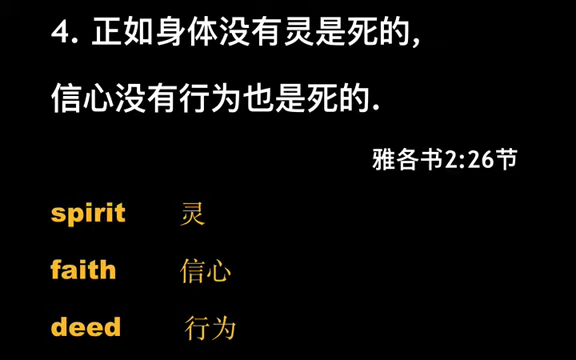 4. 正如身体没有灵是死的,
信心没有行为也是死的.
雅各书2:26节
spirit 灵
faith 信心
deed 行为